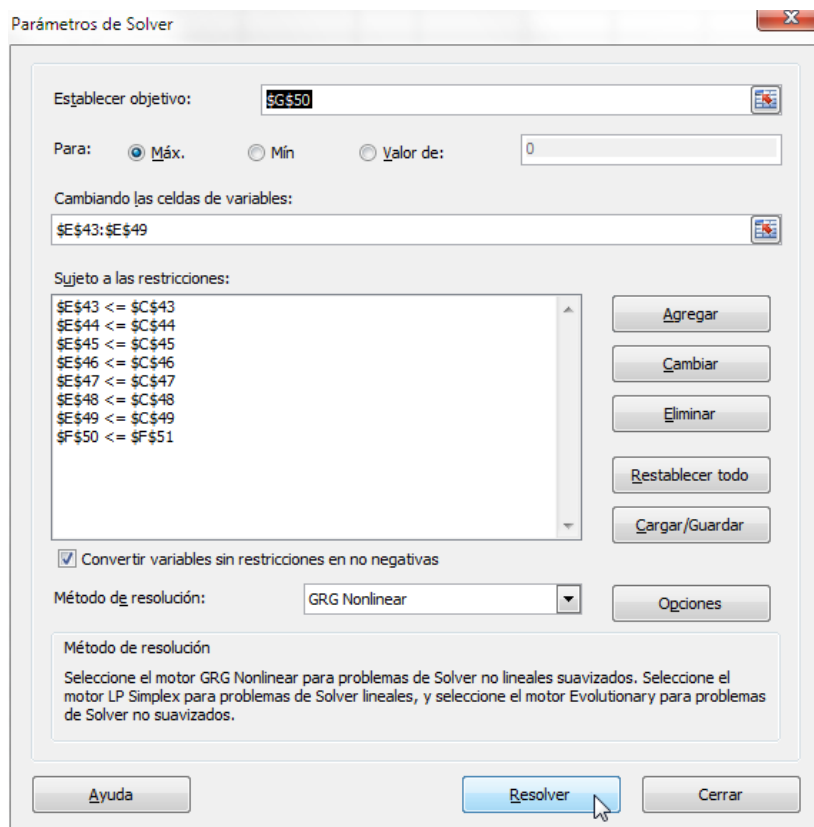 Parámetros de Solver
Establecer objetivo: $G$50
Para: Máx. Mín Valor de: 0
Cambiando las celdas de variables:
$E$43:$E$49
Sujeto a las restricciones:
$E$43 <= $C$43
$E$44 <= $C$44
$E$45 <= $C$45
$E$46 <= $C$46
$E$47 <= $C$47
$E$48 <= $C$48
$E$49 <= $C$49
$F$50 <= $F$51
Agregar
Cambiar
Eliminar
Restablecer todo
Cargar/Guardar
Convertir variables sin restricciones en no negativas
Método de resolución: GRG Nonlinear Opciones
Método de resolución
Seleccione el motor GRG Nonlinear para problemas de Solver no lineales suavizados. Seleccione el
motor LP Simplex para problemas de Solver lineales, y seleccione el motor Evolutionary para problemas
de Solver no suavizados.
Ayuda Resolver Cerrar